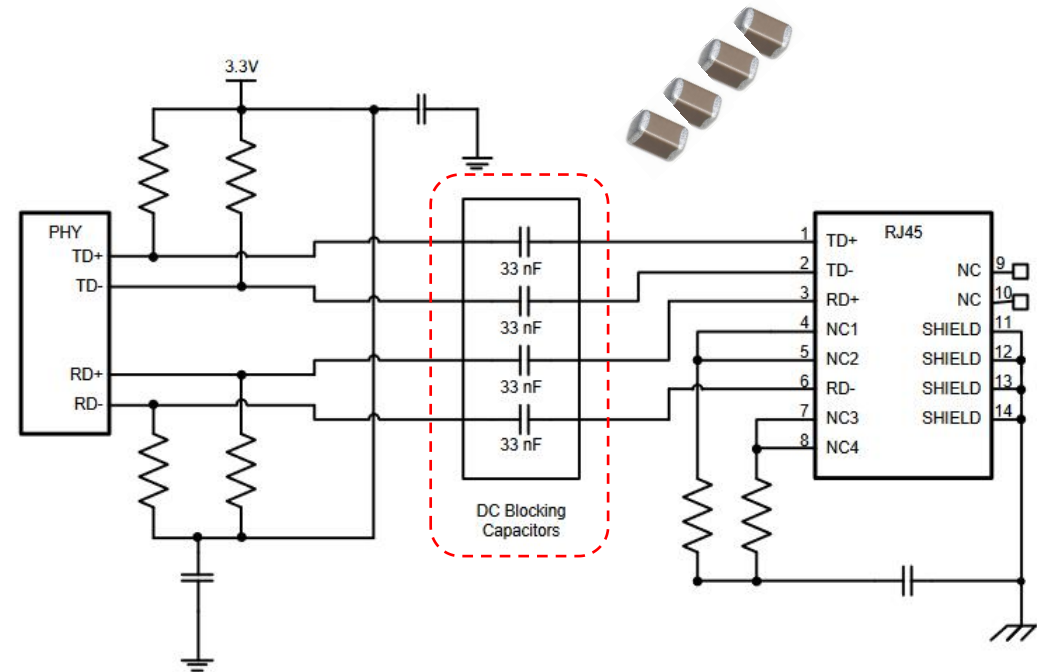 3.3V
PHY
TD+
TD-
RD+
RD-
33 nF
33 nF
33 nF
33 nF
DC Blocking
Capacitors
RJ45
1
TD+
2
TD-
3
RD+
4
NC1
5
NC2
6
RD-
7
NC3
8
NC4
NC
9
NC
10
SHIELD
11
SHIELD
12
SHIELD
13
SHIELD
14